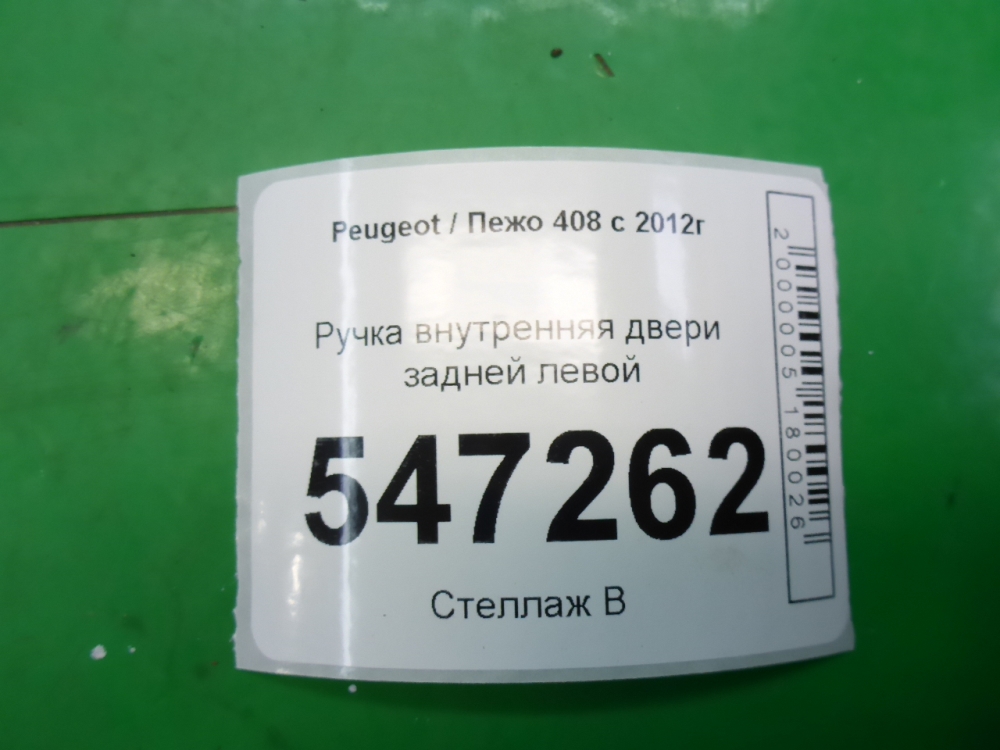 Peugeot / Пежо 408 с 2012г
Ручка внутренняя двери
задней левой
547262
Стеллаж В
2000005180026